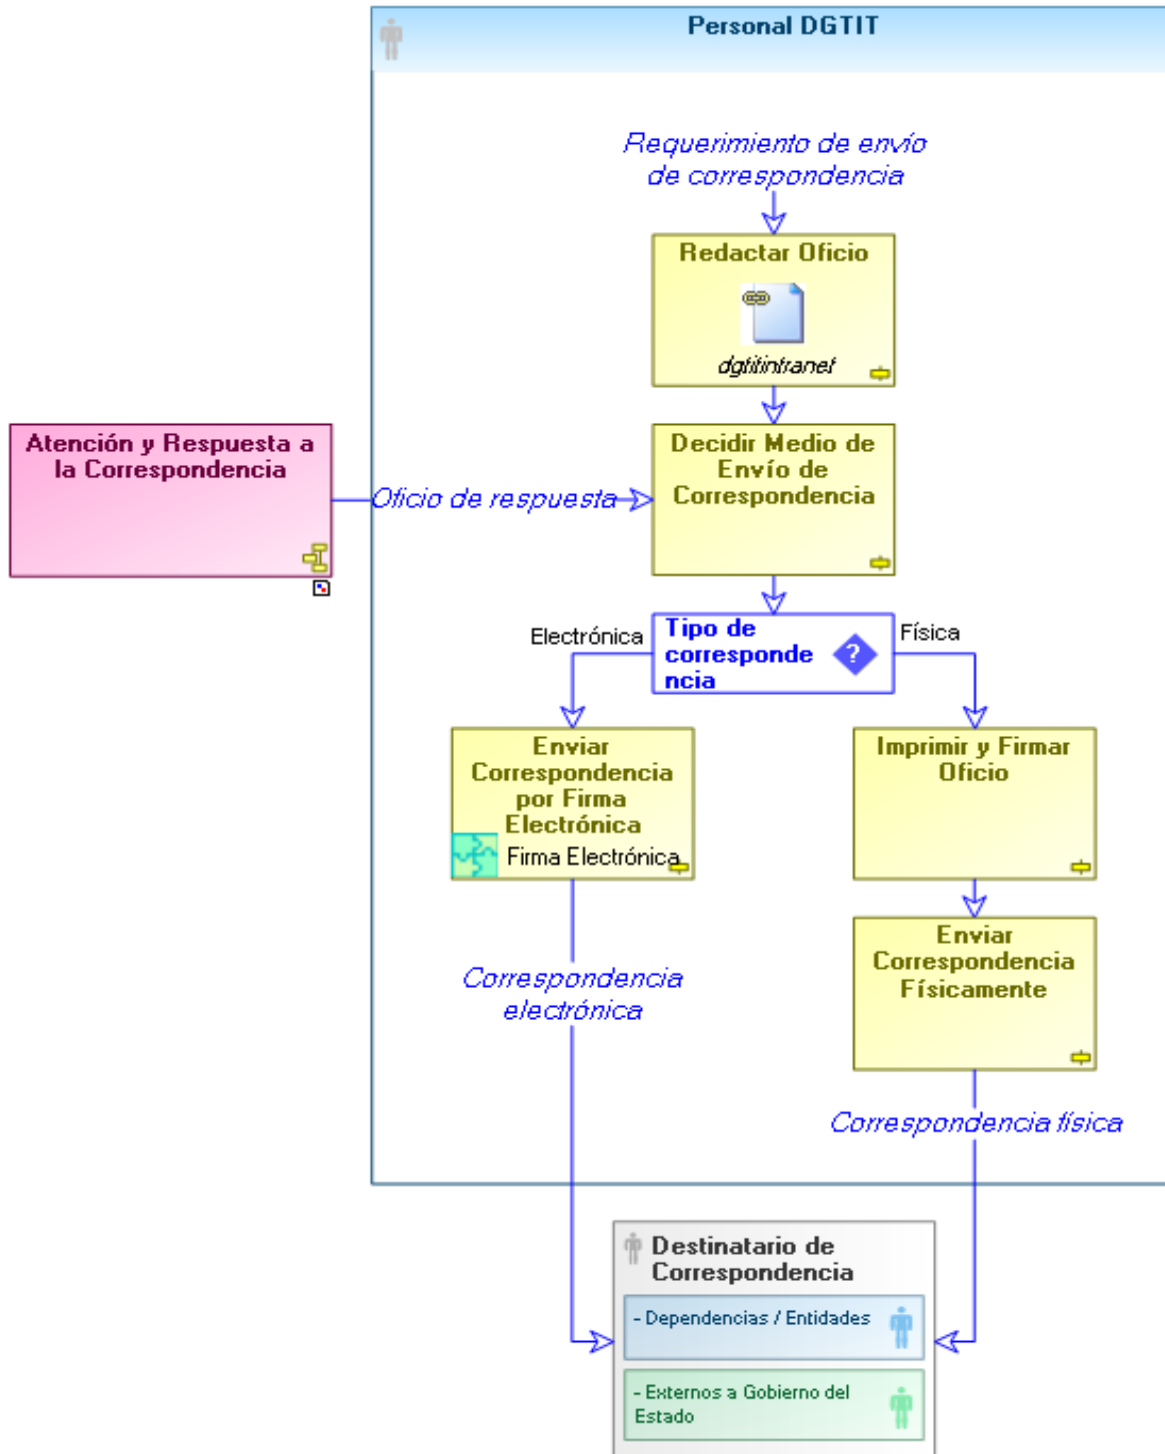 Personal DGTIT
Requerimiento de envío
de correspondencia
Redactar Oficio
dgtitintranet
Atención y Respuesta a
la Correspondencia
Oficio de respuesta
Decidir Medio de
Envío de
Correspondencia
Electrónica
Tipo de
corresponde
ncia
?
Física
Enviar
Correspondencia
por Firma
Electrónica
Firma Electrónica
Imprimir y Firmar
Oficio
Enviar
Correspondencia
Físicamente
Correspondencia
electrónica
Correspondencia física
Destinatario de
Correspondencia
- Dependencias / Entidades
- Externos a Gobierno del
Estado